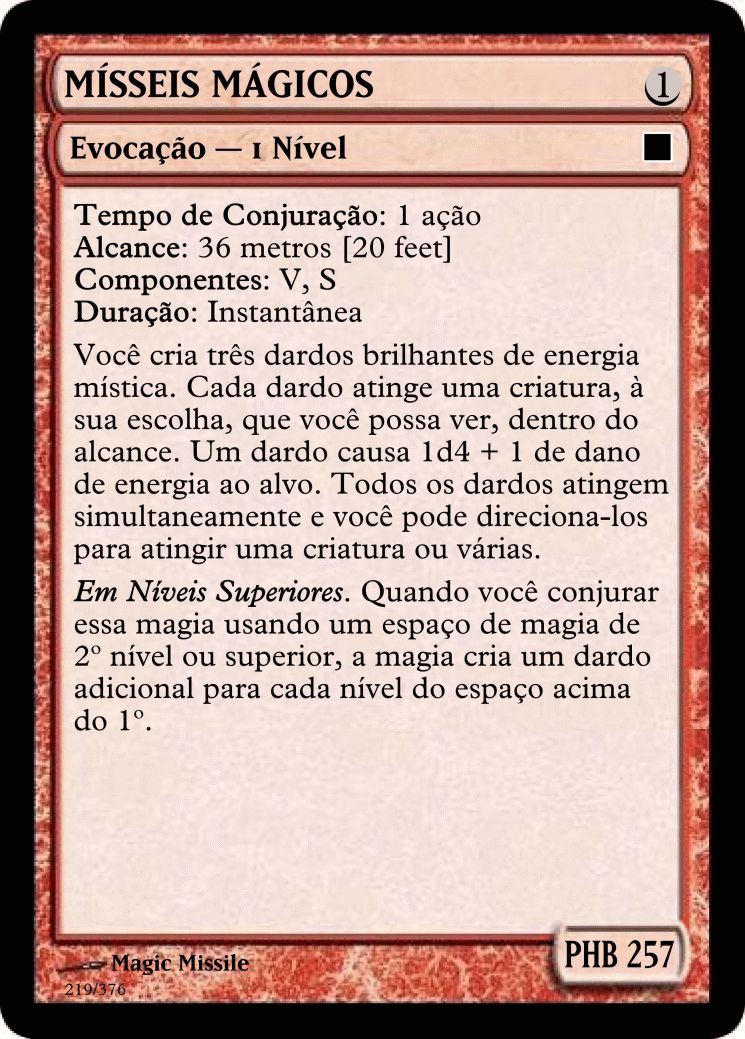 MÍSSEIS MÁGICOS
1
Evocação — 1 Nível
Tempo de Conjuração: 1 ação
Alcance: 36 metros [20 feet]
Componentes: V, S
Duração: Instantânea
Você cria três dardos brilhantes de energia
mística. Cada dardo atinge uma criatura, à
sua escolha, que você possa ver, dentro do
alcance. Um dardo causa 1d4 + 1 de dano
de energia ao alvo. Todos os dardos atingem
simultaneamente e você pode direciona-los
para atingir uma criatura ou várias.
Em Níveis Superiores. Quando você conjurar
essa magia usando um espaço de magia de
2º nível ou superior, a magia cria um dardo
adicional para cada nível do espaço acima
do 1º.
PHB 257
Magic Missile
219/376